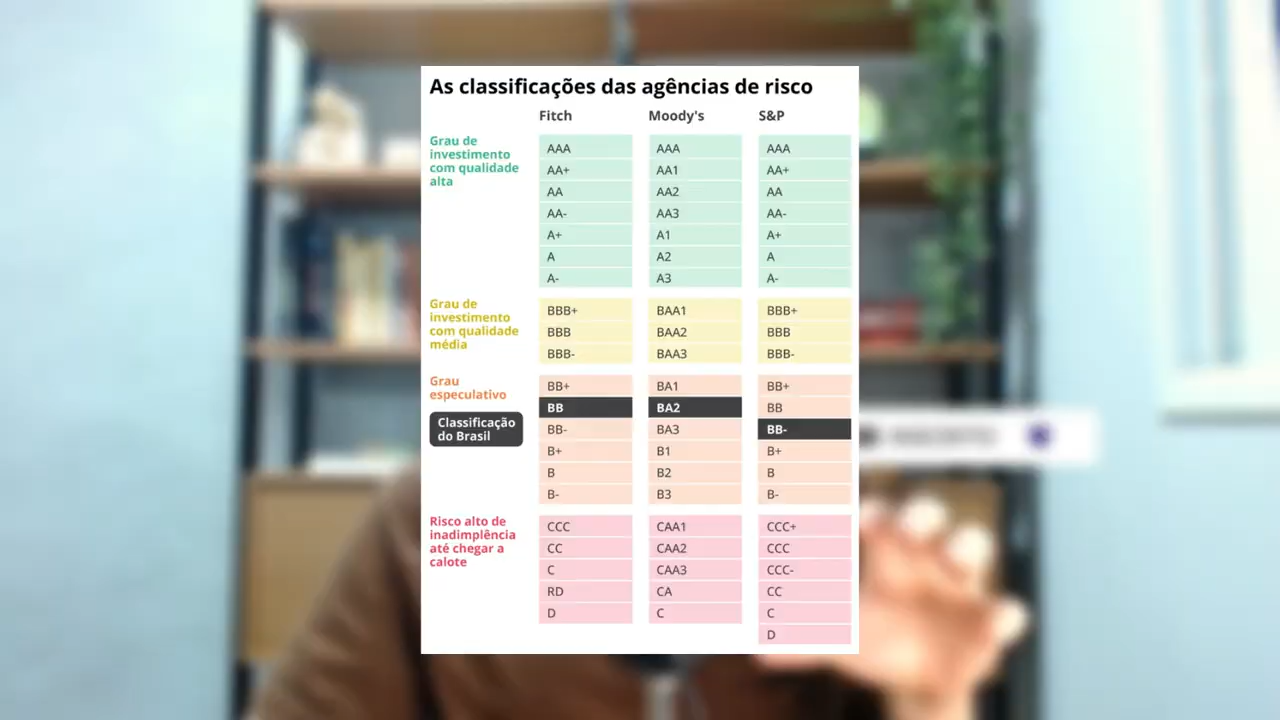 As classificações das agências de risco
Fitch Moody's S&P
Grau de
investimento
com qualidade
alta
AAA AAA AAA
AA+ AA1 AA+
AA AA2 AA
AA- AA3 AA-
A+ A1 A+
A A2 A
A- A3 A-
Grau de
investimento
com qualidade
média
BBB+ BAA1 BBB+
BBB BAA2 BBB
BBB- BAA3 BBB-
Grau
especulativo
Classificação
do Brasil
BB+ BA1 BB+
BB BA2 BB
BB- BA3 BB-
B+ B1 B+
B B2 B
B- B3 B-
Risco alto de
inadimplência
até chegar a
calote
CCC CAA1 CCC+
CC CAA2 CCC
C CAA3 CCC-
RD CA CC
D C C
D